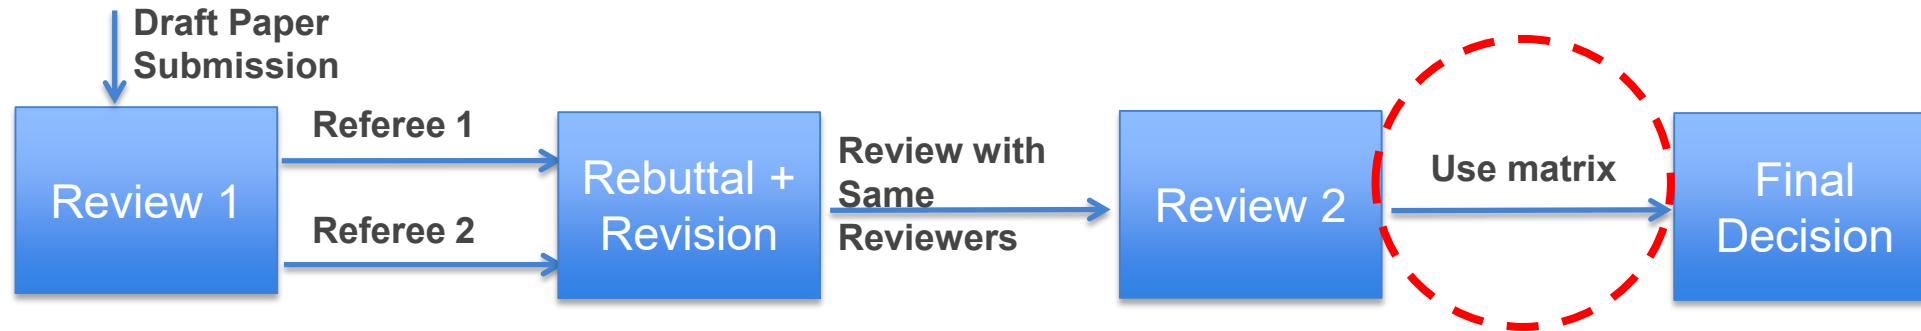 Draft Paper
Submission
Review 1
Referee 1
Referee 2
Rebuttal +
Revision
Review with
Same
Reviewers
Review 2
Use matrix
Final
Decision